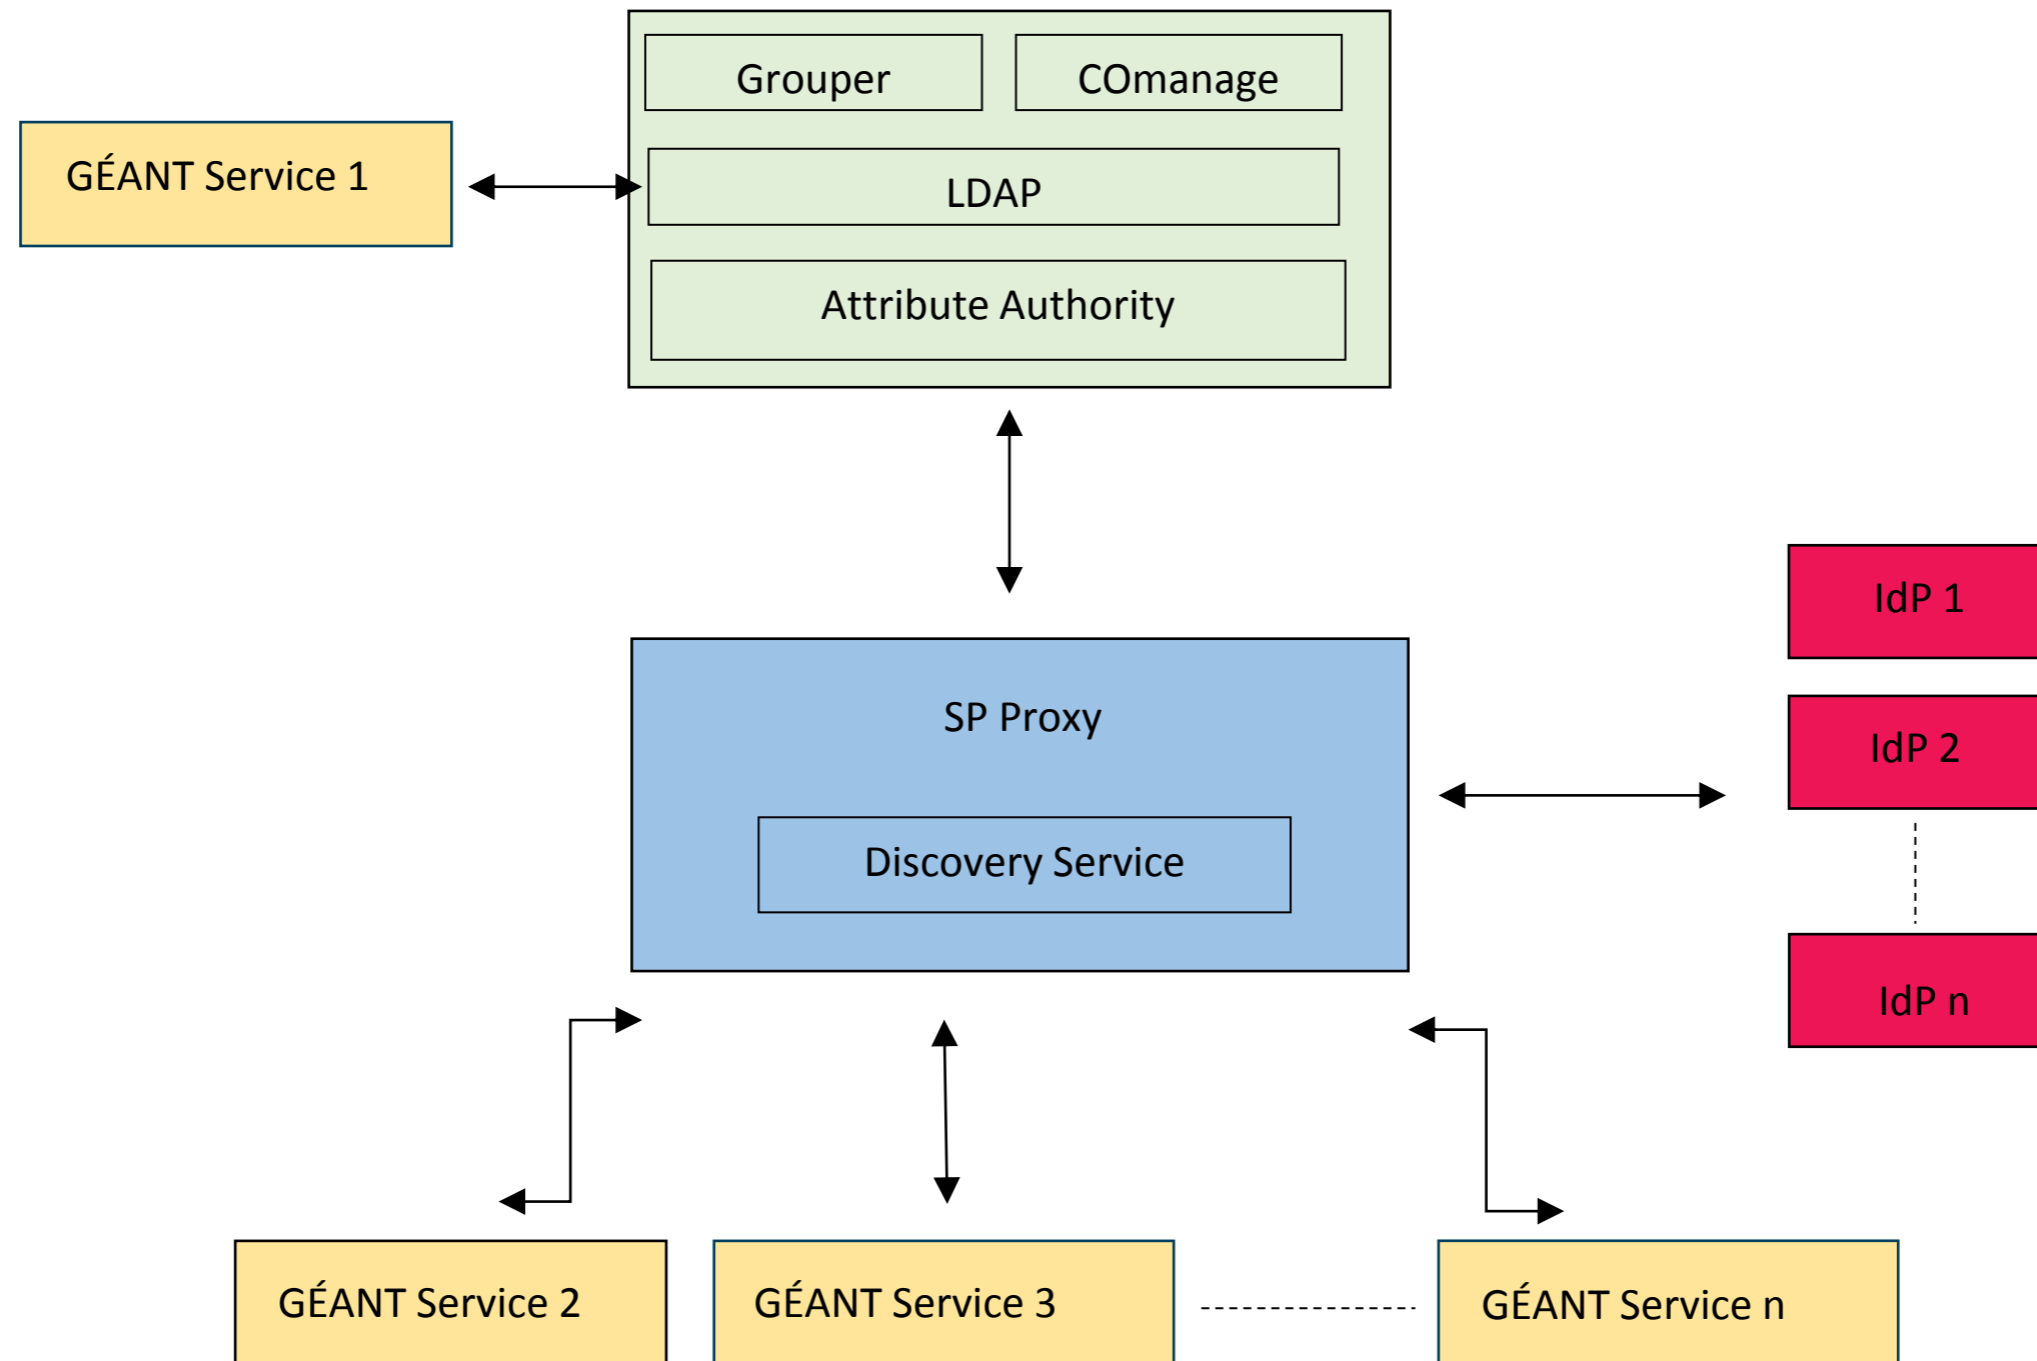 Grouper
COmanage
GÉANT Service 1
LDAP
Attribute Authority
IdP 1
SP Proxy
IdP 2
Discovery Service
IdP n
GÉANT Service 2
GÉANT Service 3
GÉANT Service n